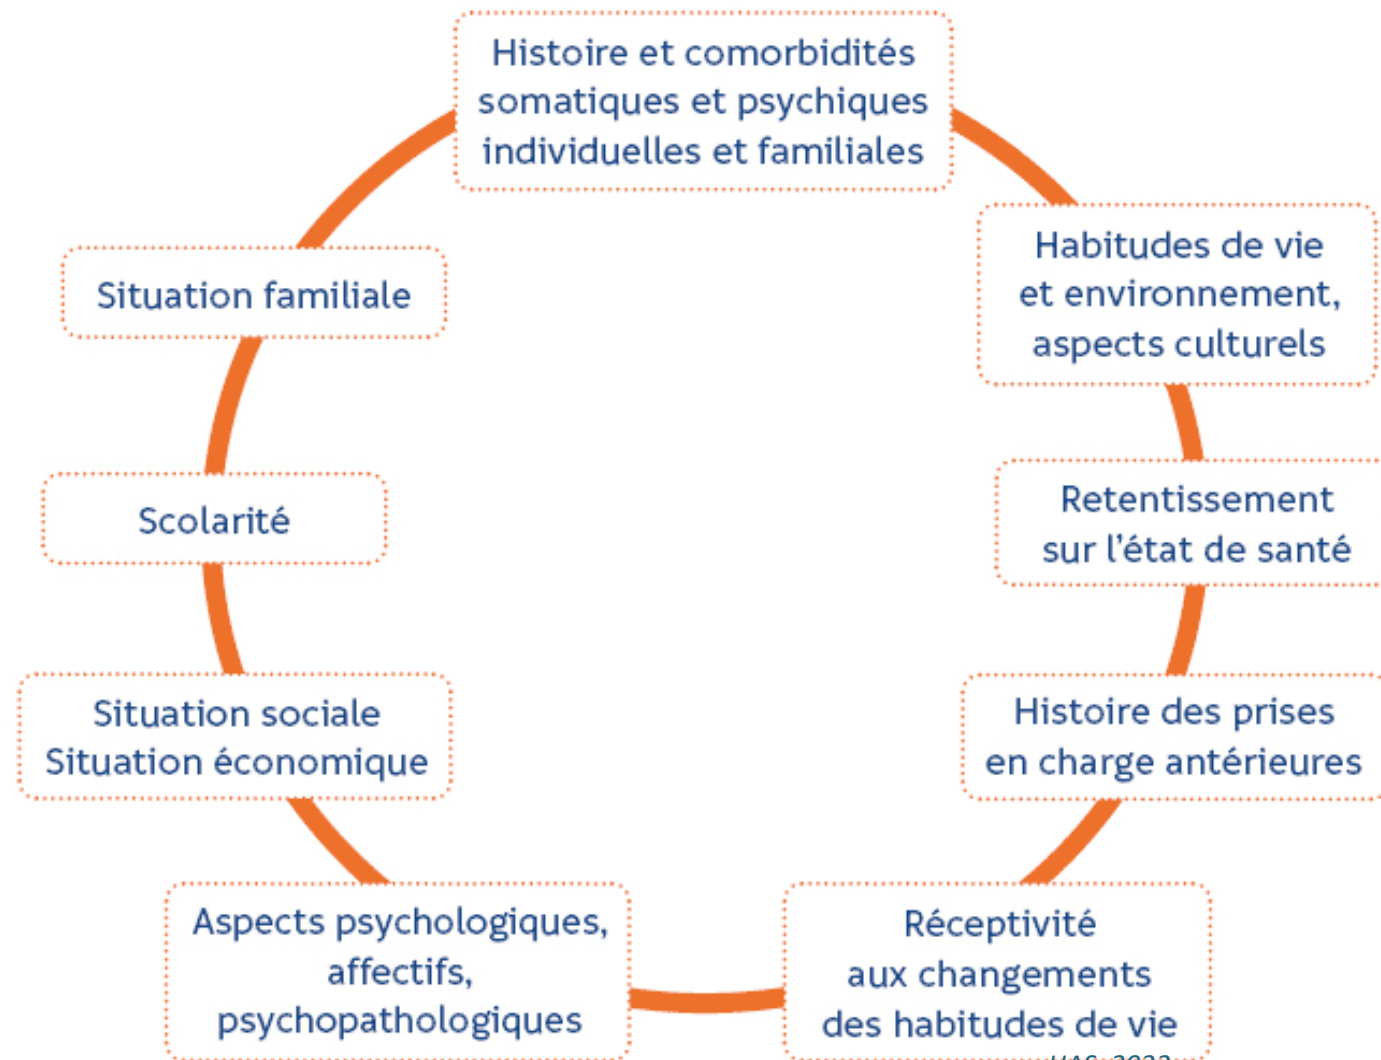 Histoire et comorbidités
somatiques et psychiques
individuelles et familiales
Habitudes de vie
et environnement,
aspects culturels
Retentissement
sur l'état de santé
Histoire des prises
en charge antérieures
Réceptivité
aux changements
des habitudes de vie
Aspects psychologiques,
affectifs,
psychopathologiques
Situation sociale
Situation économique
Scolarité
Situation familiale